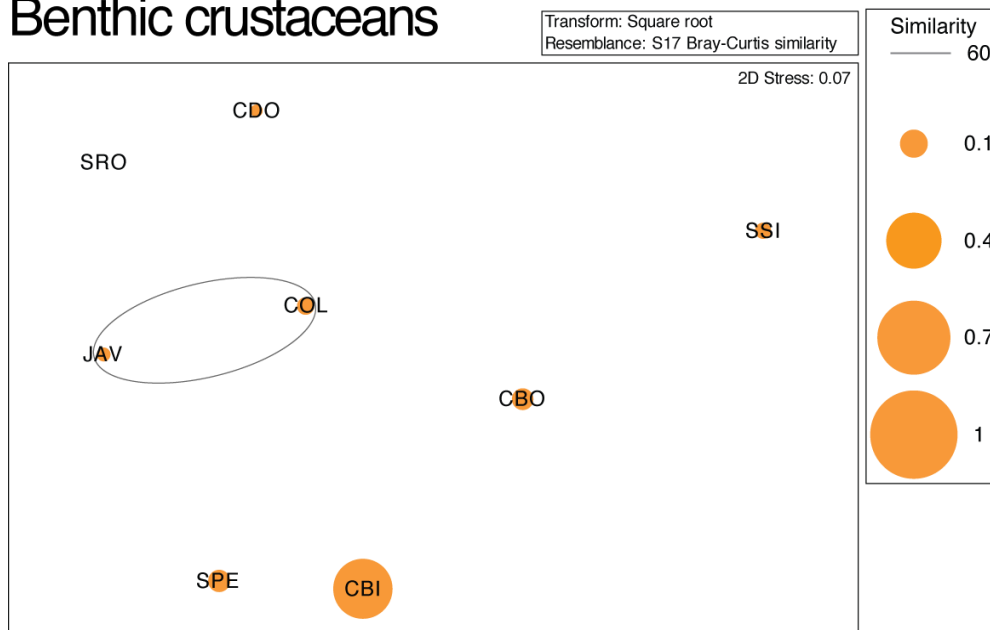 Benthic crustaceans
Transform: Square root
Resemblance: S17 Bray-Curtis similarity
Similarity
60
2D Stress: 0.07
CDO
SRO
SSI
COL
JAV
CBO
SPE
CBI
0.1
0.4
0.7
1